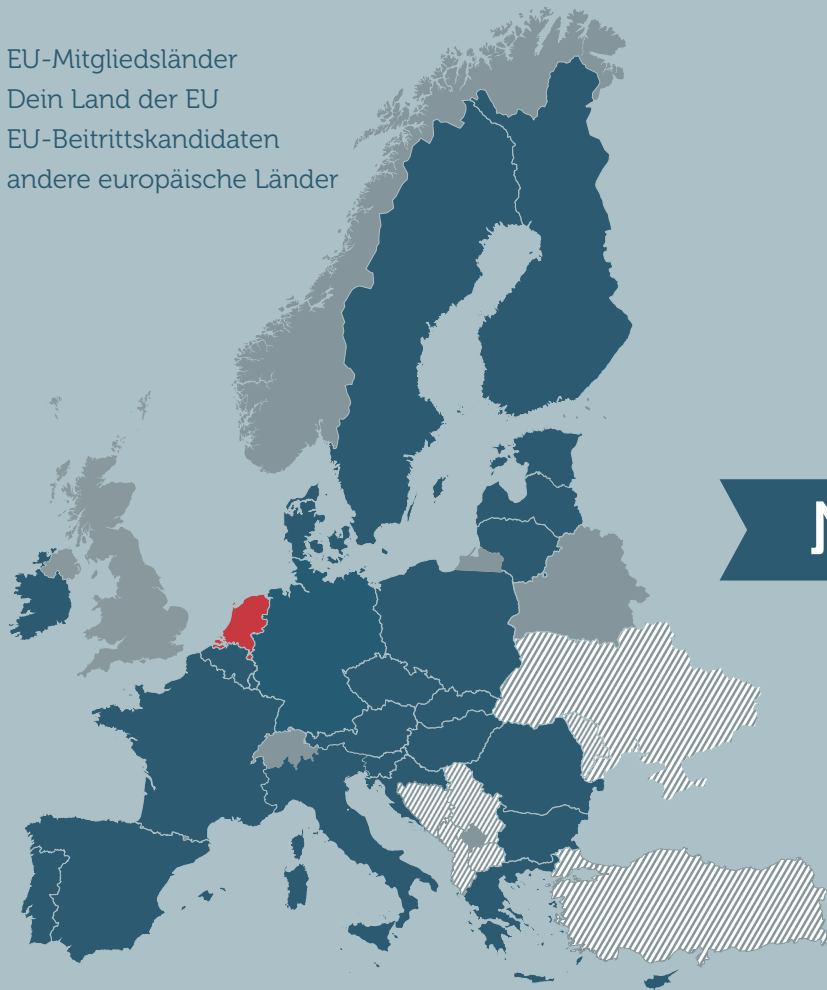 EU-Mitgliedsländer
Dein Land der EU
EU-Beitrittskandidaten
andere europäische Länder